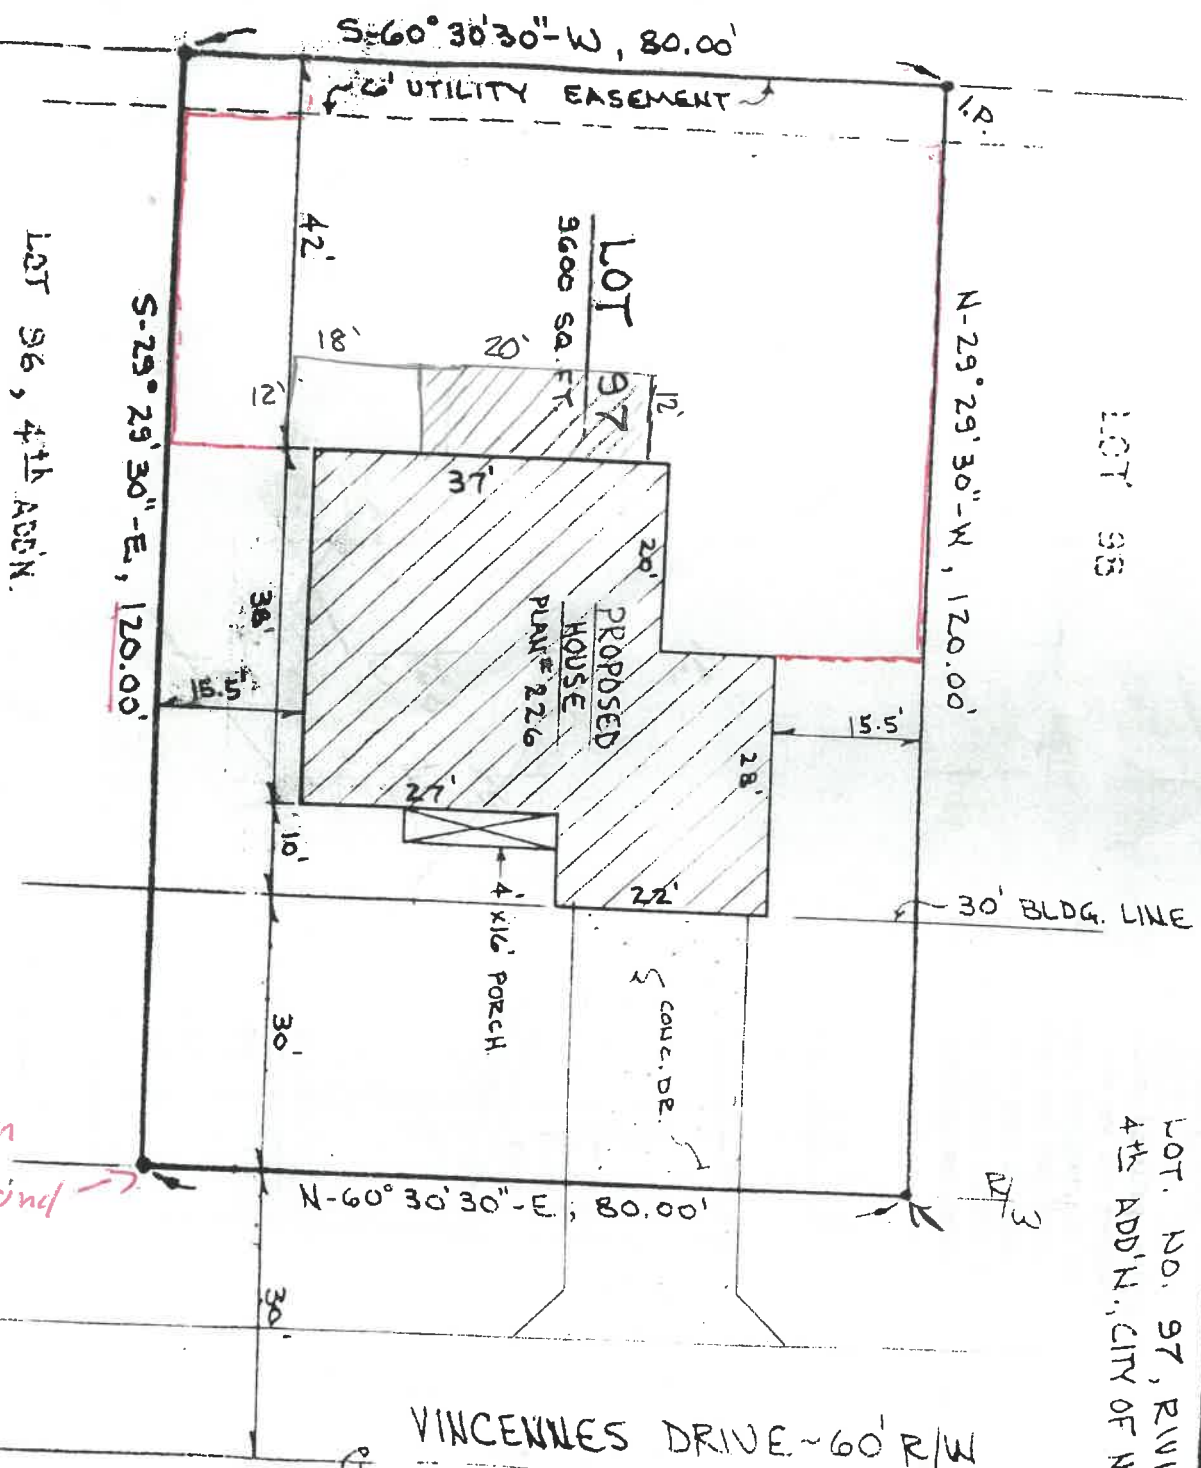 S-60°30'30"-W, 80.00'
6' UTILITY EASEMENT
I.P.
42'
LOT 97
9600 SQ. FT
N-29°29'30"-W, 120.00'
LOT 98
LOT 96, 4th ADD'N.
S-29°29'30"-E, 120.00'
18'
20'
12'
12'
37'
20'
38'
PROPOSED
HOUSE
PLAN# 226
15.5'
15.5'
28'
27'
10'
22'
4'x16' PORCH
30' BLDG. LINE
30'
CONC. DR.
R/W
N-60°30'30"-E, 80.00'
30'
VINCENNES DRIVE~60' R/W
LOT. NO. 97,
4th ADD'N., CITY OF